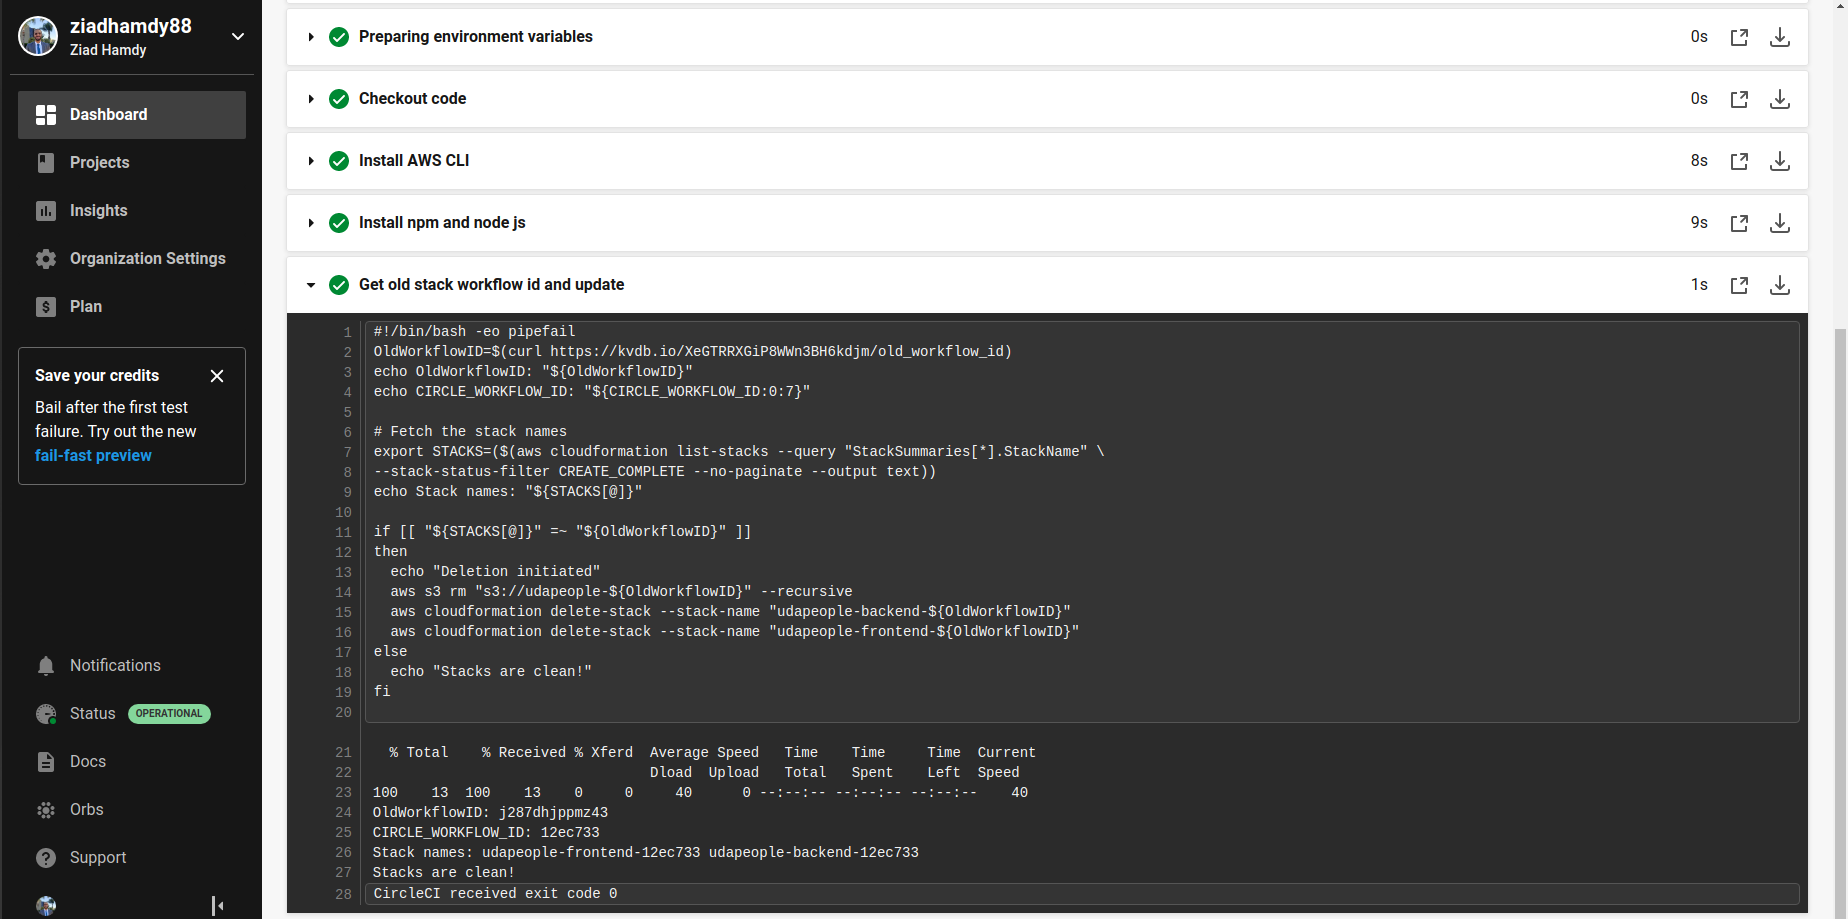 ziadhamdy88
Ziad Hamdy
Dashboard
Projects
Insights
Organization Settings
Plan
Save your credits
Bail after the first test
failure. Try out the new
fail-fast preview
Notifications
Status OPERATIONAL
Docs
Orbs
Support
Preparing environment variables 0s
Checkout code 0s
Install AWS CLI 8s
Install npm and node js 9s
Get old stack workflow id and update 1s
1 #!/bin/bash -eo pipefail
2 OldWorkflowID=$(curl https://kvdb.io/XeGTRRXGiP8WWn3BH6kdjm/old_workflow_id)
3 echo OldWorkflowID: "${OldWorkflowID}"
4 echo CIRCLE_WORKFLOW_ID: "${CIRCLE_WORKFLOW_ID:0:7}"
5
6 # Fetch the stack names
7 export STACKS=($(aws cloudformation list-stacks --query "StackSummaries[*].StackName" \
8 --stack-status-filter CREATE_COMPLETE --no-paginate --output text))
9 echo Stack names: "${STACKS[@]}"
10
11 if [[ "${STACKS[@]}" =~ "${OldWorkflowID}" ]]
12 then
13   echo "Deletion initiated"
14   aws s3 rm "s3://udapeople-${OldWorkflowID}" --recursive
15   aws cloudformation delete-stack --stack-name "udapeople-backend-${OldWorkflowID}"
16   aws cloudformation delete-stack --stack-name "udapeople-frontend-${OldWorkflowID}"
17 else
18   echo "Stacks are clean!"
19 fi
20
21   % Total    % Received % Xferd  Average Speed   Time    Time     Time  Current
22                                  Dload  Upload   Total   Spent    Left  Speed
23 100    13  100    13    0     0     40      0 --:--:-- --:--:-- --:--:--    40
24 OldWorkflowID: j287dhjppmz43
25 CIRCLE_WORKFLOW_ID: 12ec733
26 Stack names: udapeople-frontend-12ec733 udapeople-backend-12ec733
27 Stacks are clean!
28 CircleCI received exit code 0